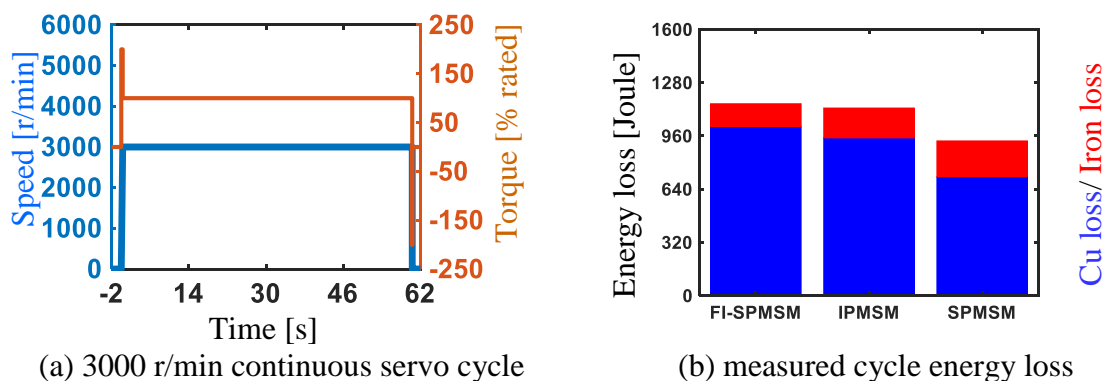 Speed [r/min]
6000
5000
4000
3000
2000
1000
0
250
150
50
-50
-150
-250
Torque [% rated]
-2 14 30 46 62
Time [s]
(a) 3000 r/min continuous servo cycle
Energy loss [Joule]
1600
1280
960
640
320
0
FI-SPMSM IPMSM SPMSM
Cu loss/ Iron loss
(b) measured cycle energy loss